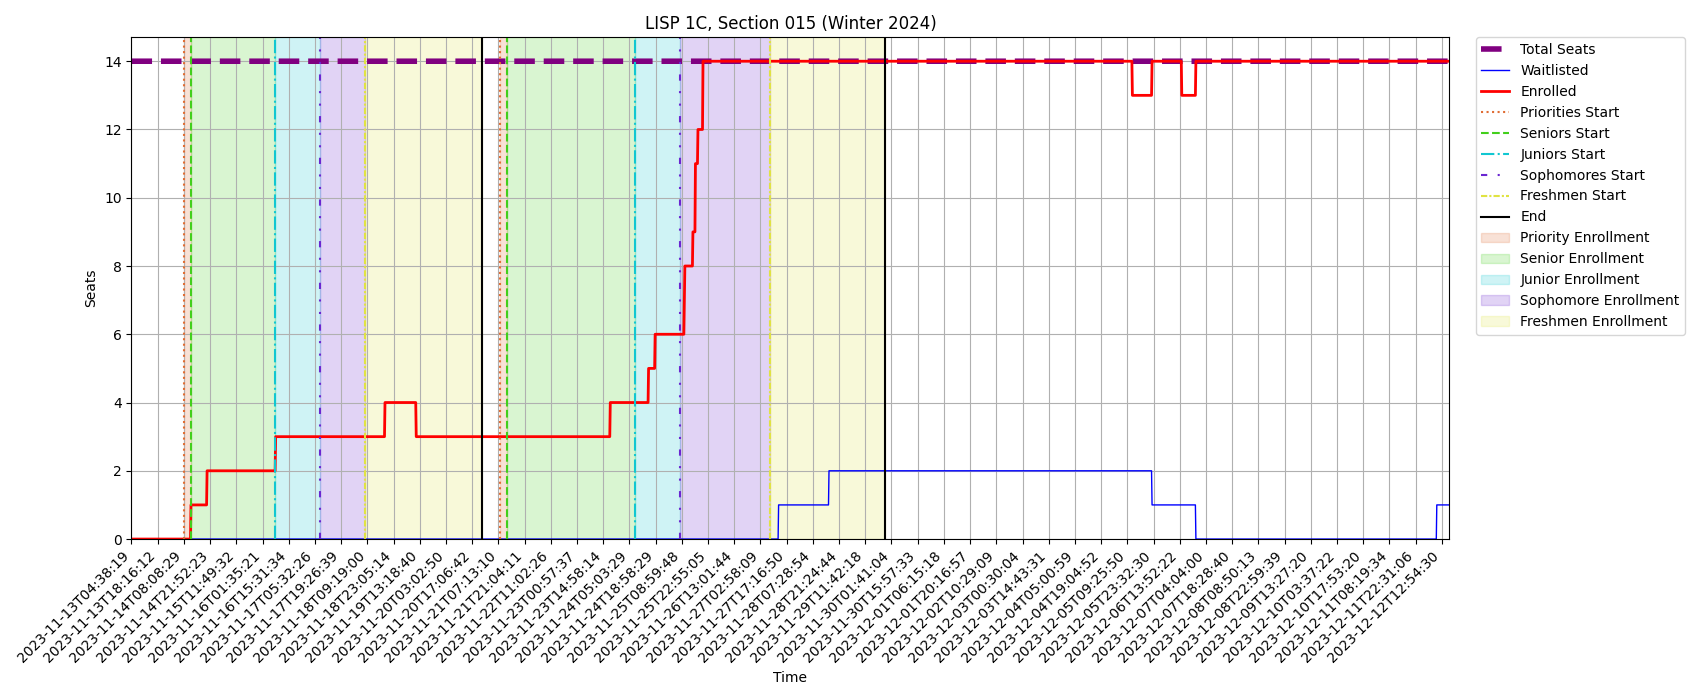 LISP 1C, Section 015 (Winter 2024)
Total Seats
Waitlisted
Enrolled
Priorities Start
Seniors Start
Juniors Start
Sophomores Start
Freshmen Start
End
Priority Enrollment
Senior Enrollment
Junior Enrollment
Sophomore Enrollment
Freshmen Enrollment
Seats
14
12
10
8
6
4
2
0
2023-11-13T04:38:19
2023-11-13T18:16:12
2023-11-14T08:08:29
2023-11-14T21:52:23
2023-11-15T11:49:32
2023-11-16T01:35:21
2023-11-16T15:31:34
2023-11-17T05:32:26
2023-11-17T19:26:39
2023-11-18T09:19:00
2023-11-18T23:05:14
2023-11-19T13:18:40
2023-11-20T03:02:50
2023-11-20T17:06:42
2023-11-21T07:13:10
2023-11-21T21:04:11
2023-11-22T11:02:26
2023-11-23T00:57:37
2023-11-23T14:58:14
2023-11-24T05:03:29
2023-11-24T18:58:29
2023-11-25T08:59:48
2023-11-25T22:55:05
2023-11-26T13:01:44
2023-11-27T02:58:09
2023-11-27T17:16:50
2023-11-28T07:28:54
2023-11-28T21:24:44
2023-11-29T11:42:18
2023-11-30T01:41:04
2023-11-30T15:57:33
2023-12-01T06:15:18
2023-12-01T20:16:57
2023-12-02T10:29:09
2023-12-03T00:30:04
2023-12-03T14:43:31
2023-12-04T05:00:59
2023-12-04T19:04:52
2023-12-05T09:25:50
2023-12-05T23:32:30
2023-12-06T13:52:22
2023-12-07T04:04:00
2023-12-07T18:28:40
2023-12-08T08:50:13
2023-12-08T22:59:39
2023-12-09T13:27:20
2023-12-10T03:37:22
2023-12-10T17:53:20
2023-12-11T08:19:34
2023-12-11T22:31:06
2023-12-12T12:54:30
Time